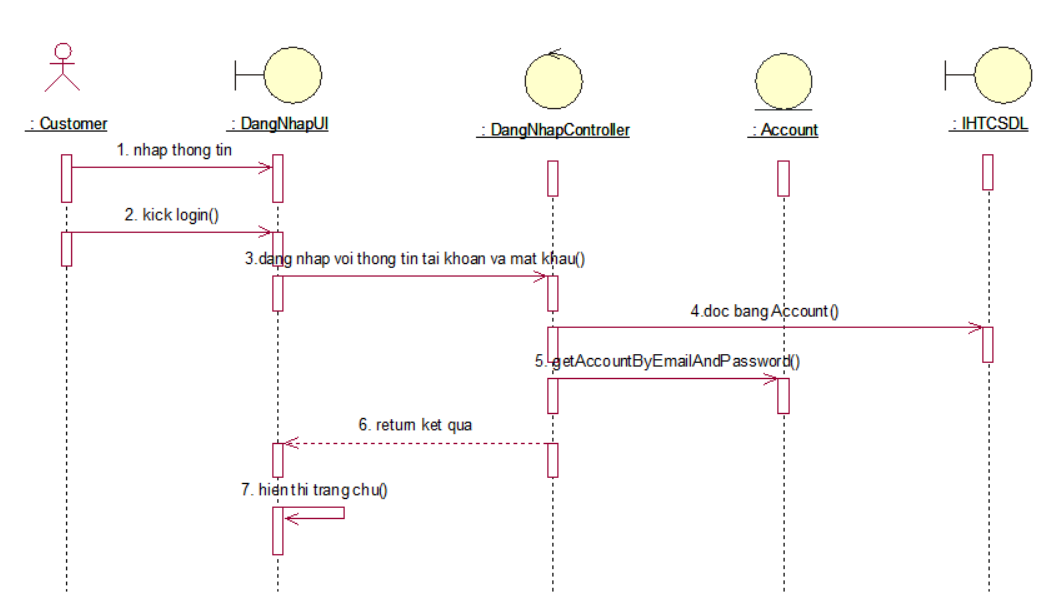 : Customer
: DangNhapUI
: DangNhapController
: Account
: IHTCSDL
1. nhap thong tin
2. kick login()
3.dang nhap voi thong tin tai khoan va mat khau()
4.doc bang Account()
5. getAccountByEmailAndPassword()
6. return ket qua
7. hien thi trang chu()